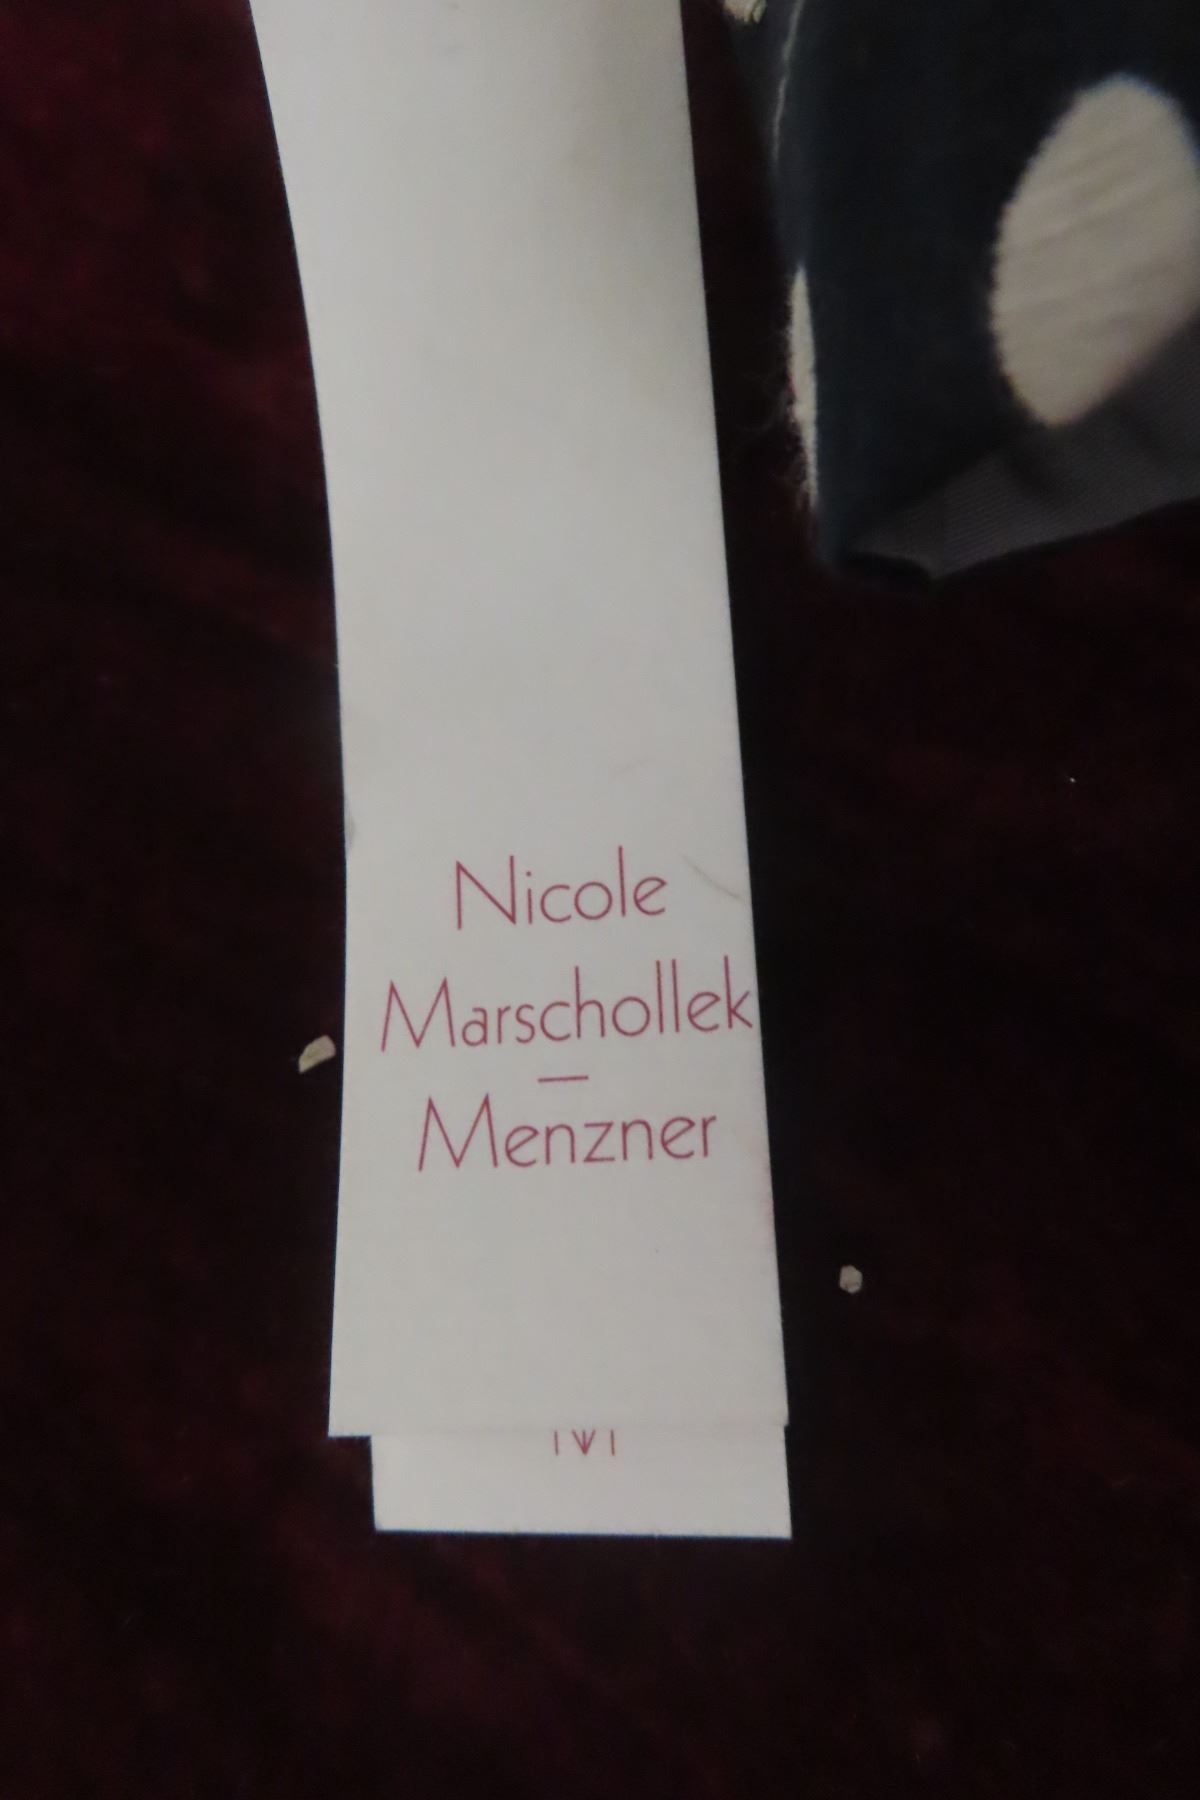 Nicole
Marschollek
—
Menzner